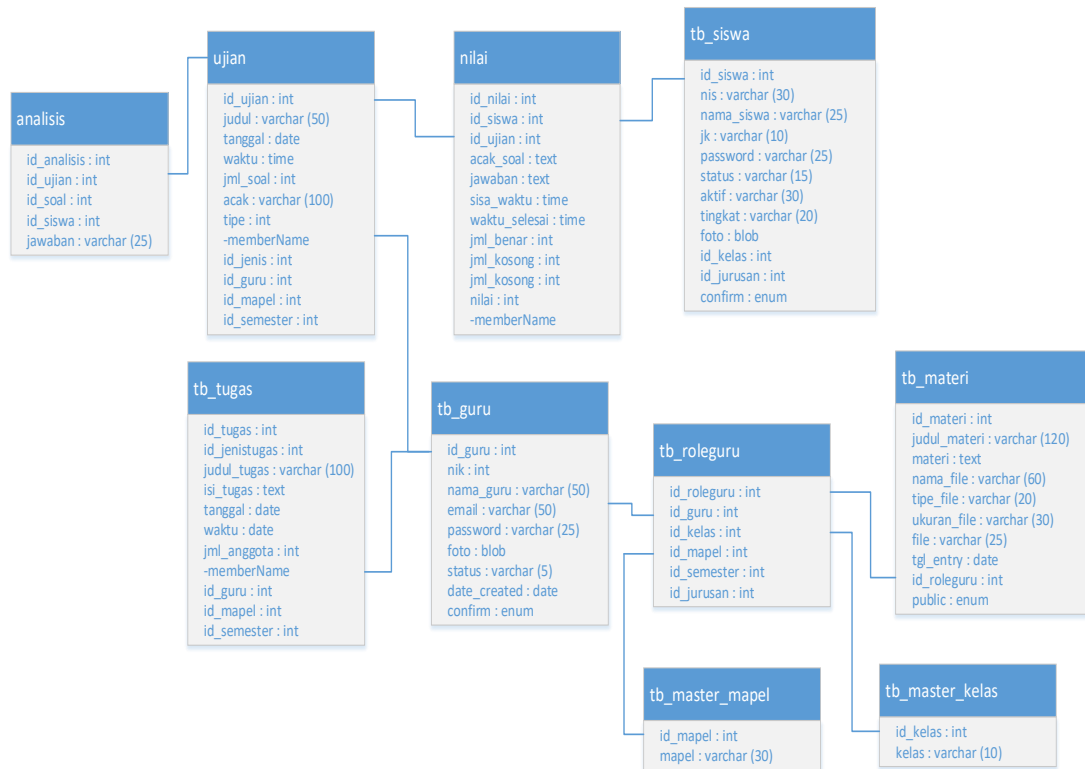 analisis
id_analisis : int
id_ujian : int
id_soal : int
id_siswa : int
jawaban : varchar (25)
ujian
id_ujian : int
judul : varchar (50)
tanggal : date
waktu : time
jml_soal : int
acak : varchar (100)
tipe : int
-memberName
id_jenis : int
id_guru : int
id_mapel : int
id_semester : int
nilai
id_nilai : int
id_siswa : int
id_ujian : int
acak_soal : text
jawaban : text
sisa_waktu : time
waktu_selesai : time
jml_benar : int
jml_kosong : int
jml_kosong : int
nilai : int
-memberName
tb_siswa
id_siswa : int
nis : varchar (30)
nama_siswa : varchar (25)
jk : varchar (10)
password : varchar (25)
status : varchar (15)
aktif : varchar (30)
tingkat : varchar (20)
foto : blob
id_kelas : int
id_jurusan : int
confirm : enum
tb_tugas
id_tugas : int
id_jenistugas : int
judul_tugas : varchar (100)
isi_tugas : text
tanggal : date
waktu : date
jml_anggota : int
-memberName
id_guru : int
id_mapel : int
id_semester : int
tb_guru
id_guru : int
nik : int
nama_guru : varchar (50)
email : varchar (50)
password : varchar (25)
foto : blob
status : varchar (5)
date_created : date
confirm : enum
tb_roleguru
id_roleguru : int
id_guru : int
id_kelas : int
id_mapel : int
id_semester : int
id_jurusan : int
tb_materi
id_materi : int
judul_materi : varchar (120)
materi : text
nama_file : varchar (60)
tipe_file : varchar (20)
ukuran_file : varchar (30)
file : varchar (25)
tgl_entry : date
id_roleguru : int
public : enum
tb_master_mapel
id_mapel : int
mapel : varchar (30)
tb_master_kelas
id_kelas : int
kelas : varchar (10)